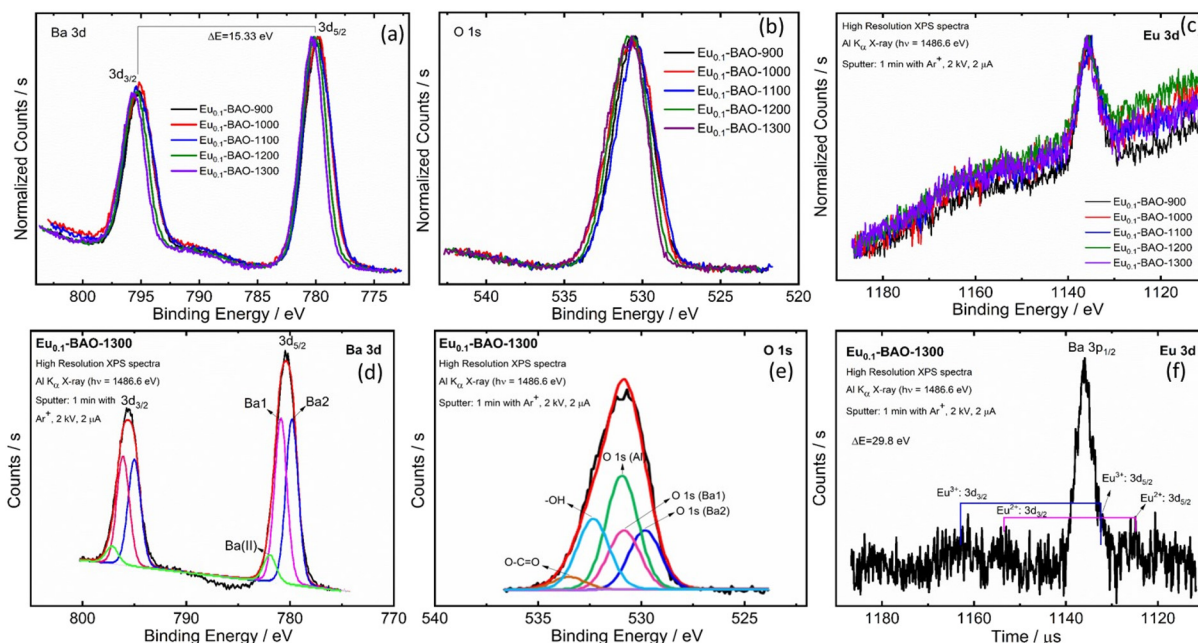 Ba 3d
ΔE=15.33 eV
3d5/2
(a)
3d3/2
Eu0.1-BAO-900
Eu0.1-BAO-1000
Eu0.1-BAO-1100
Eu0.1-BAO-1200
Eu0.1-BAO-1300
Normalized Counts / s
800 795 790 785 780 775
Binding Energy / eV
O 1s
(b)
Eu0.1-BAO-900
Eu0.1-BAO-1000
Eu0.1-BAO-1100
Eu0.1-BAO-1200
Eu0.1-BAO-1300
Normalized Counts / s
540 535 530 525 520
Binding Energy / eV
High Resolution XPS spectra
Al Kα X-ray (hν = 1486.6 eV)
Sputter: 1 min with Ar+, 2 kV, 2 μA
(c)
Eu 3d
Eu0.1-BAO-900
Eu0.1-BAO-1000
Eu0.1-BAO-1100
Eu0.1-BAO-1200
Eu0.1-BAO-1300
Normalized Counts / s
1180 1160 1140 1120
Binding Energy / eV
Eu0.1-BAO-1300
High Resolution XPS spectra
Al Kα X-ray (hν = 1486.6 eV)
Sputter: 1 min with
Ar+, 2 kV, 2 μA
3d5/2
Ba 3d
(d)
3d3/2
Ba1
Ba2
Ba(II)
Counts / s
800 790 780 770
Binding Energy / eV
Eu0.1-BAO-1300
High Resolution XPS spectra
Al Kα X-ray (hν = 1486.6 eV)
Sputter: 1 min with Ar+, 2 kV, 2 μA
O 1s
(e)
O 1s (Al)
-OH
O 1s (Ba1)
O 1s (Ba2)
O-C=O
Counts / s
540 535 530 525
Binding Energy / eV
Eu0.1-BAO-1300
High Resolution XPS spectra
Al Kα X-ray (hν = 1486.6 eV)
Sputter: 1 min with Ar+, 2 kV, 2 μA
ΔE=29.8 eV
Ba 3p1/2
Eu 3d
(f)
Eu3+: 3d3/2
Eu2+: 3d3/2
Eu3+: 3d5/2
Eu2+: 3d5/2
Counts / s
1180 1160 1140 1120
Time / μs